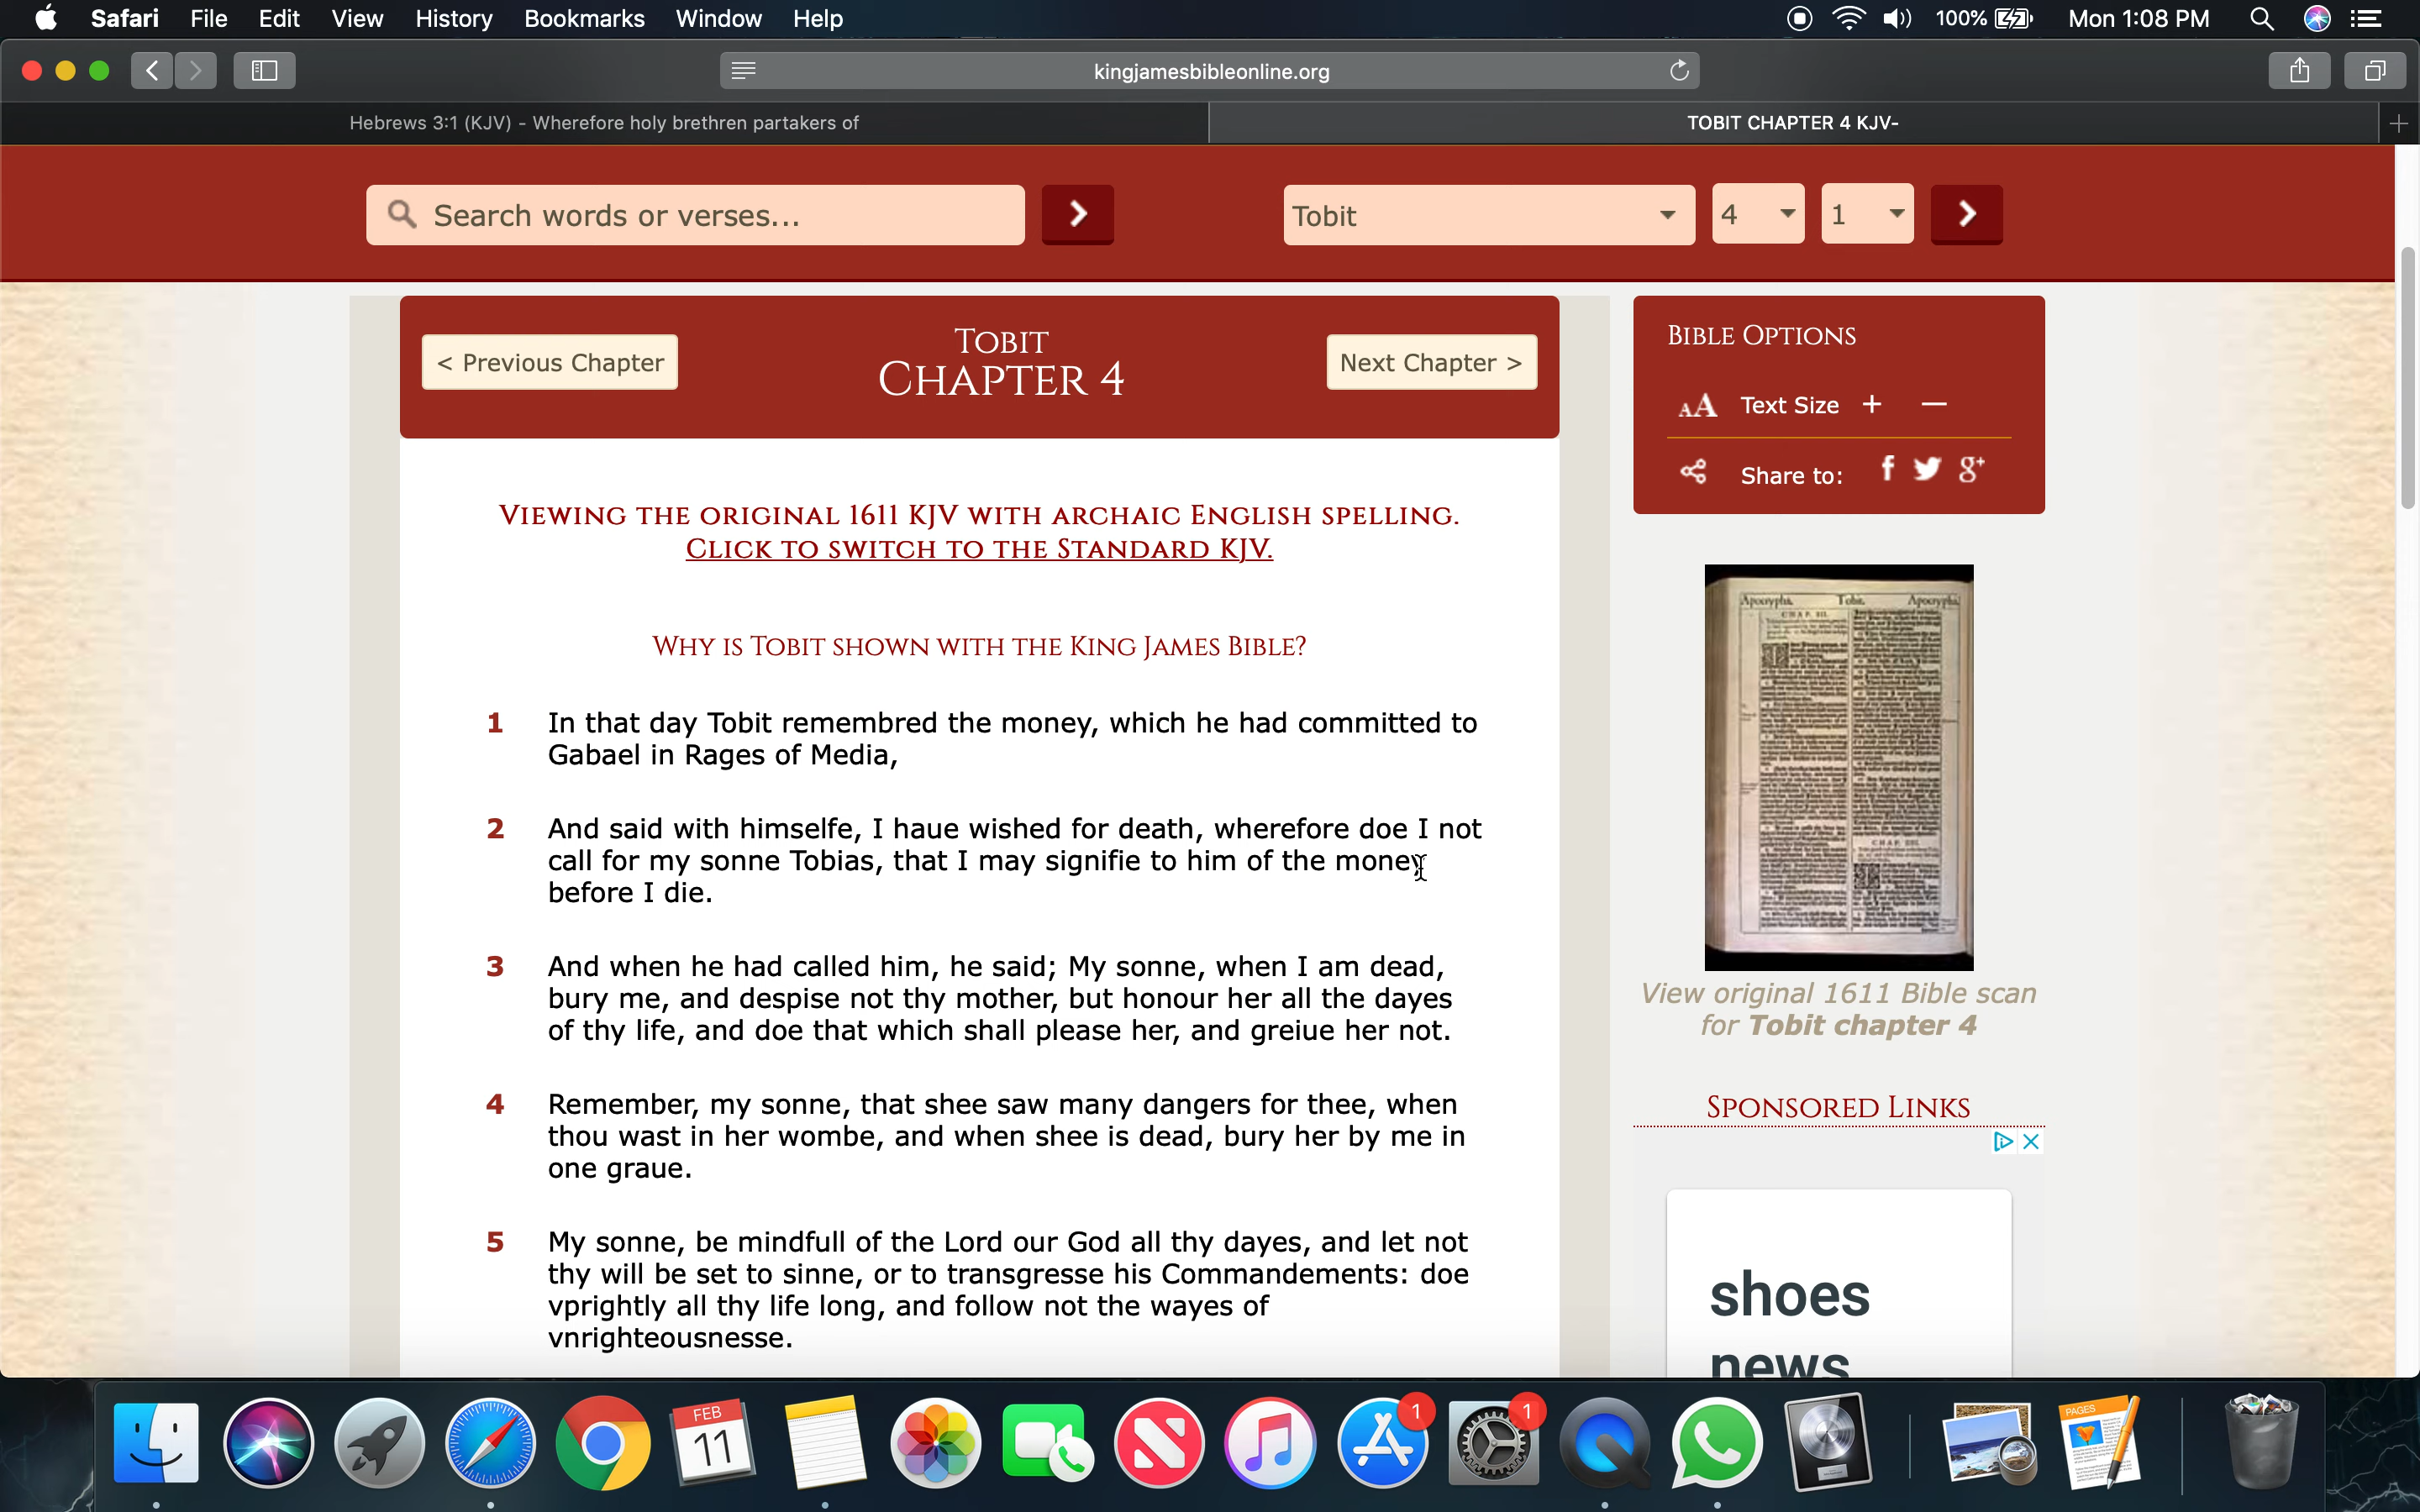 Safari File Edit View History Bookmarks Window Help 100% Mon 1:08 PM
kingjamesbibleonline.org
Hebrews 3:1 (KJV) - Wherefore holy brethren partakers of
TOBIT CHAPTER 4 KJV-
Search words or verses...
Tobit 4 1
< Previous Chapter
Tobit
Chapter 4
Next Chapter >
Viewing the original 1611 KJV with archaic English spelling.
Click to switch to the Standard KJV.
Why is Tobit shown with the King James Bible?
1 In that day Tobit remembred the money, which he had committed to
Gabael in Rages of Media,
2 And said with himselfe, I haue wished for death, wherefore doe I not
call for my sonne Tobias, that I may signifie to him of the money
before I die.
3 And when he had called him, he said; My sonne, when I am dead,
bury me, and despise not thy mother, but honour her all the dayes
of thy life, and doe that which shall please her, and greiue her not.
4 Remember, my sonne, that shee saw many dangers for thee, when
thou wast in her wombe, and when shee is dead, bury her by me in
one graue.
5 My sonne, be mindfull of the Lord our God all thy dayes, and let not
thy will be set to sinne, or to transgresse his Commandements: doe
vprightly all thy life long, and follow not the wayes of
vnrighteousnesse.
Bible Options
AA Text Size + −
Share to: f g+
Apocrypha. Tobit. Apocrypha.
View original 1611 Bible scan
for Tobit chapter 4
Sponsored Links
shoes
news
FEB
11
1
1
PAGES